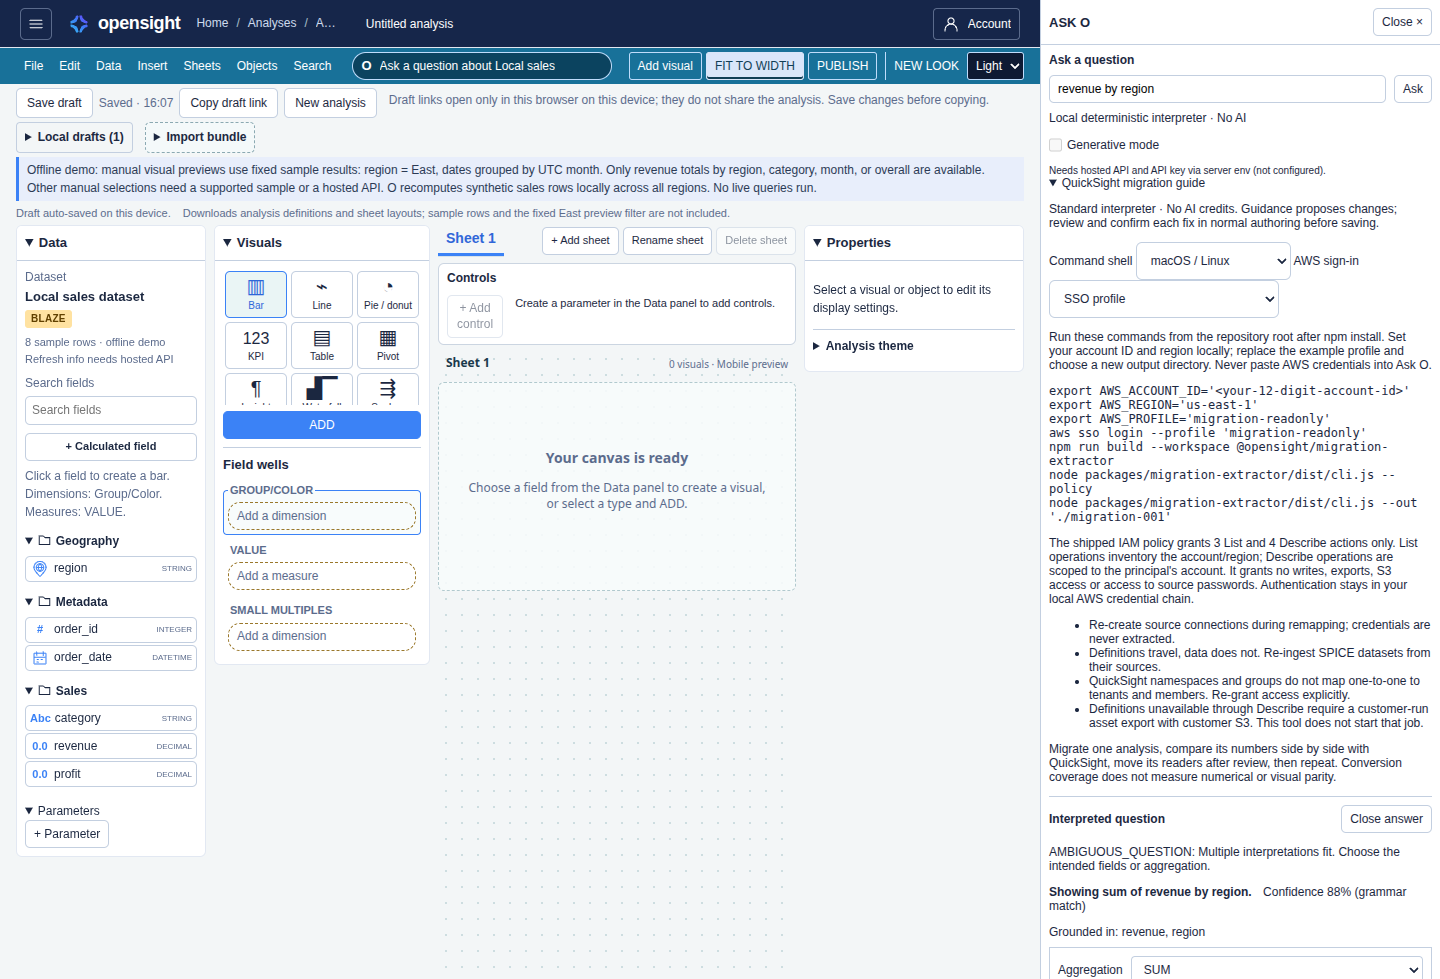 opensight
Home / Analyses / A…
Untitled analysis
Account
File Edit Data Insert Sheets Objects Search
O Ask a question about Local sales
Add visual FIT TO WIDTH PUBLISH NEW LOOK Light
Save draft Saved · 16:07 Copy draft link New analysis Draft links open only in this browser on this device; they do not share the analysis. Save changes before copying.
Local drafts (1) Import bundle
Offline demo: manual visual previews use fixed sample results: region = East, domain East, grouped by UTC month. Only revenue totals by region, category, month, or overall are available.
Other manual selections need a supported sample or a hosted API. O recomputes synthetic sales rows locally across all regions. No live queries run.
Draft auto-saved on this device. Downloads analysis definitions and sheet layouts; sample rows and the fixed East preview filter are not included.
Data
Dataset
Local sales dataset
BLAZE
8 sample rows · offline demo
Refresh info needs hosted API
Search fields
Search fields
+ Calculated field
Click a field to create a bar.
Dimensions: Group/Color.
Measures: VALUE.
Geography
region STRING
Metadata
# order_id INTEGER
order_date DATETIME
Sales
Abc category STRING
0.0 revenue DECIMAL
0.0 profit DECIMAL
Parameters
+ Parameter
Visuals
Bar Line Pie / donut
123
KPI Table Pivot
¶
ADD
Field wells
GROUP/COLOR
Add a dimension
VALUE
Add a measure
SMALL MULTIPLES
Add a dimension
Sheet 1 + Add sheet Rename sheet Delete sheet
Controls
+ Add
control
Create a parameter in the Data panel to add controls.
Sheet 1 0 visuals · Mobile preview
Your canvas is ready
Choose a field from Data panel to create a visual,
or select a type and ADD.
Properties
Select a visual or object to edit its
display settings.
Analysis theme
ASK O Close ×
Ask a question
revenue by region Ask
Local deterministic interpreter · No AI
Generative mode
Needs hosted API and API key via server env (not configured).
QuickSight migration guide
Standard interpreter · No AI credits. Guidance proposes changes;
review and confirm each fix in normal authoring before saving.
Command shell macOS / Linux AWS sign-in
SSO profile
Run these commands from the repository root after npm install. Set
your account ID and region locally; replace the example profile and
choose a new output directory. Never paste AWS credentials into Ask O.
export AWS_ACCOUNT_ID='<your-12-digit-account-id>'
export AWS_REGION='us-east-1'
export AWS_PROFILE='migration-readonly'
aws sso login --profile 'migration-readonly'
npm run build --workspace @opensight/migration-
extractor
node packages/migration-extractor/dist/cli.js --
policy
node packages/migration-extractor/dist/cli.js --out
'./migration-001'
The shipped IAM policy grants 3 List and 4 Describe actions only. List
operations inventory the account/region; Describe operations are
scoped to the principal's account. It grants no writes, exports, S3
access or access to source passwords. Authentication stays in your
local AWS credential chain.
• Re-create source connections during remapping; credentials are
never extracted.
• Definitions travel, data does not. Re-ingest SPICE datasets from
their sources.
• QuickSight namespaces and groups do not map one-to-one to
tenants and members. Re-grant access explicitly.
• Definitions unavailable through Describe require a customer-run
asset export with customer S3. This tool does not start that job.
Migrate one analysis, compare its numbers side by side with
QuickSight, move its readers after review, then repeat. Conversion
coverage does not measure numerical or visual parity.
Interpreted question Close answer
AMBIGUOUS_QUESTION: Multiple interpretations fit. Choose the
intended fields or aggregation.
Showing sum of revenue by region. Confidence 88% (grammar
match)
Grounded in: revenue, region
Aggregation SUM